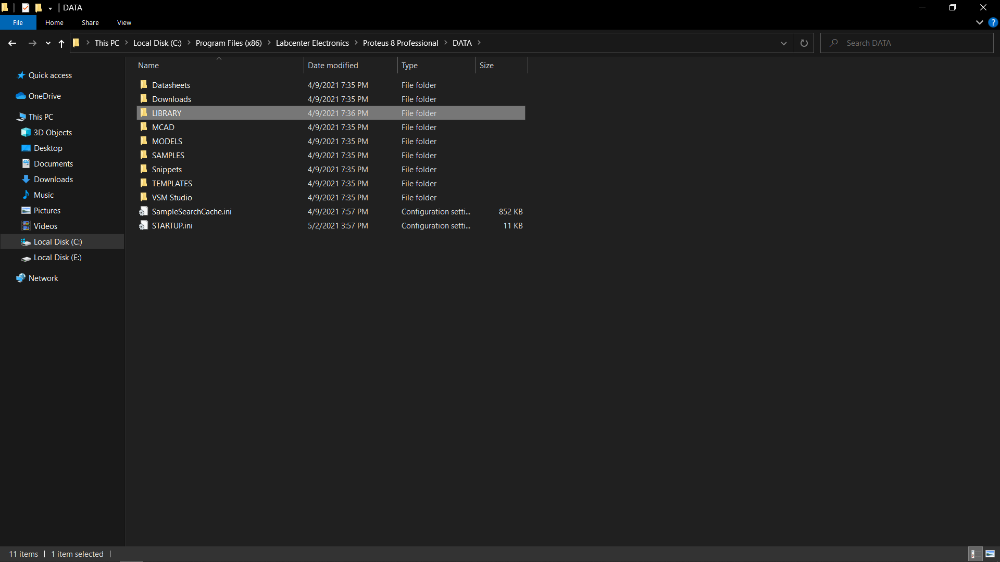 DATA
File Home Share View
This PC Local Disk (C:) Program Files (x86) Labcenter Electronics Proteus 8 Professional DATA
Search DATA
Quick access
OneDrive
This PC
3D Objects
Desktop
Documents
Downloads
Music
Pictures
Videos
Local Disk (C:)
Local Disk (E:)
Network
Name Date modified Type Size
Datasheets 4/9/2021 7:35 PM File folder
Downloads 4/9/2021 7:35 PM File folder
LIBRARY 4/9/2021 7:36 PM File folder
MCAD 4/9/2021 7:35 PM File folder
MODELS 4/9/2021 7:35 PM File folder
SAMPLES 4/9/2021 7:35 PM File folder
Snippets 4/9/2021 7:35 PM File folder
TEMPLATES 4/9/2021 7:35 PM File folder
VSM Studio 4/9/2021 7:35 PM File folder
SampleSearchCache.ini 4/9/2021 7:57 PM Configuration setti... 852 KB
STARTUP.ini 5/2/2021 3:57 PM Configuration setti... 11 KB
11 items 1 item selected